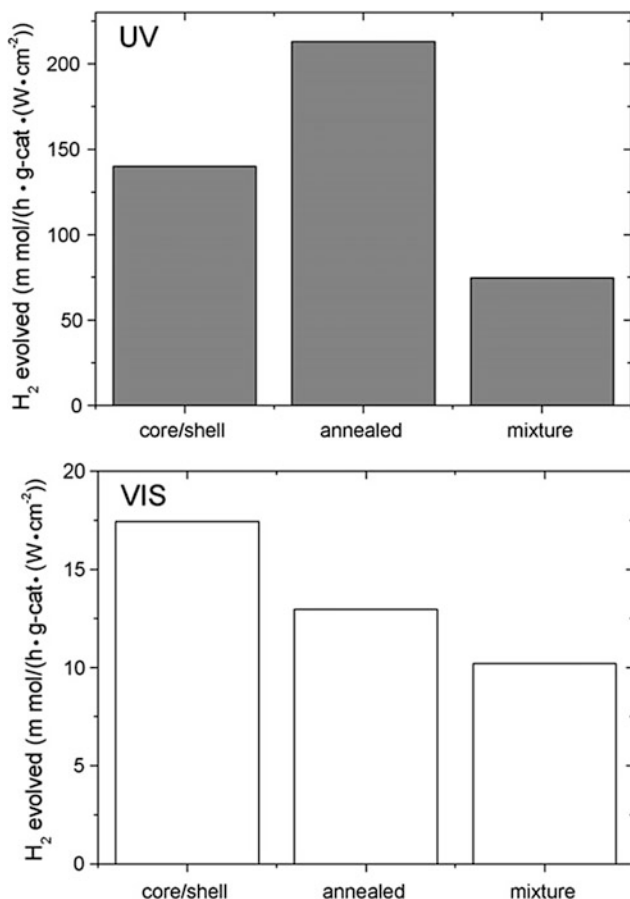 UV
H₂ evolved (m mol/(h • g-cat •(W•cm⁻²))
200
150
100
50
0
core/shell annealed mixture
VIS
H₂ evolved (m mol/(h• g-cat• (W•cm⁻²))
20
15
10
5
0
core/shell annealed mixture